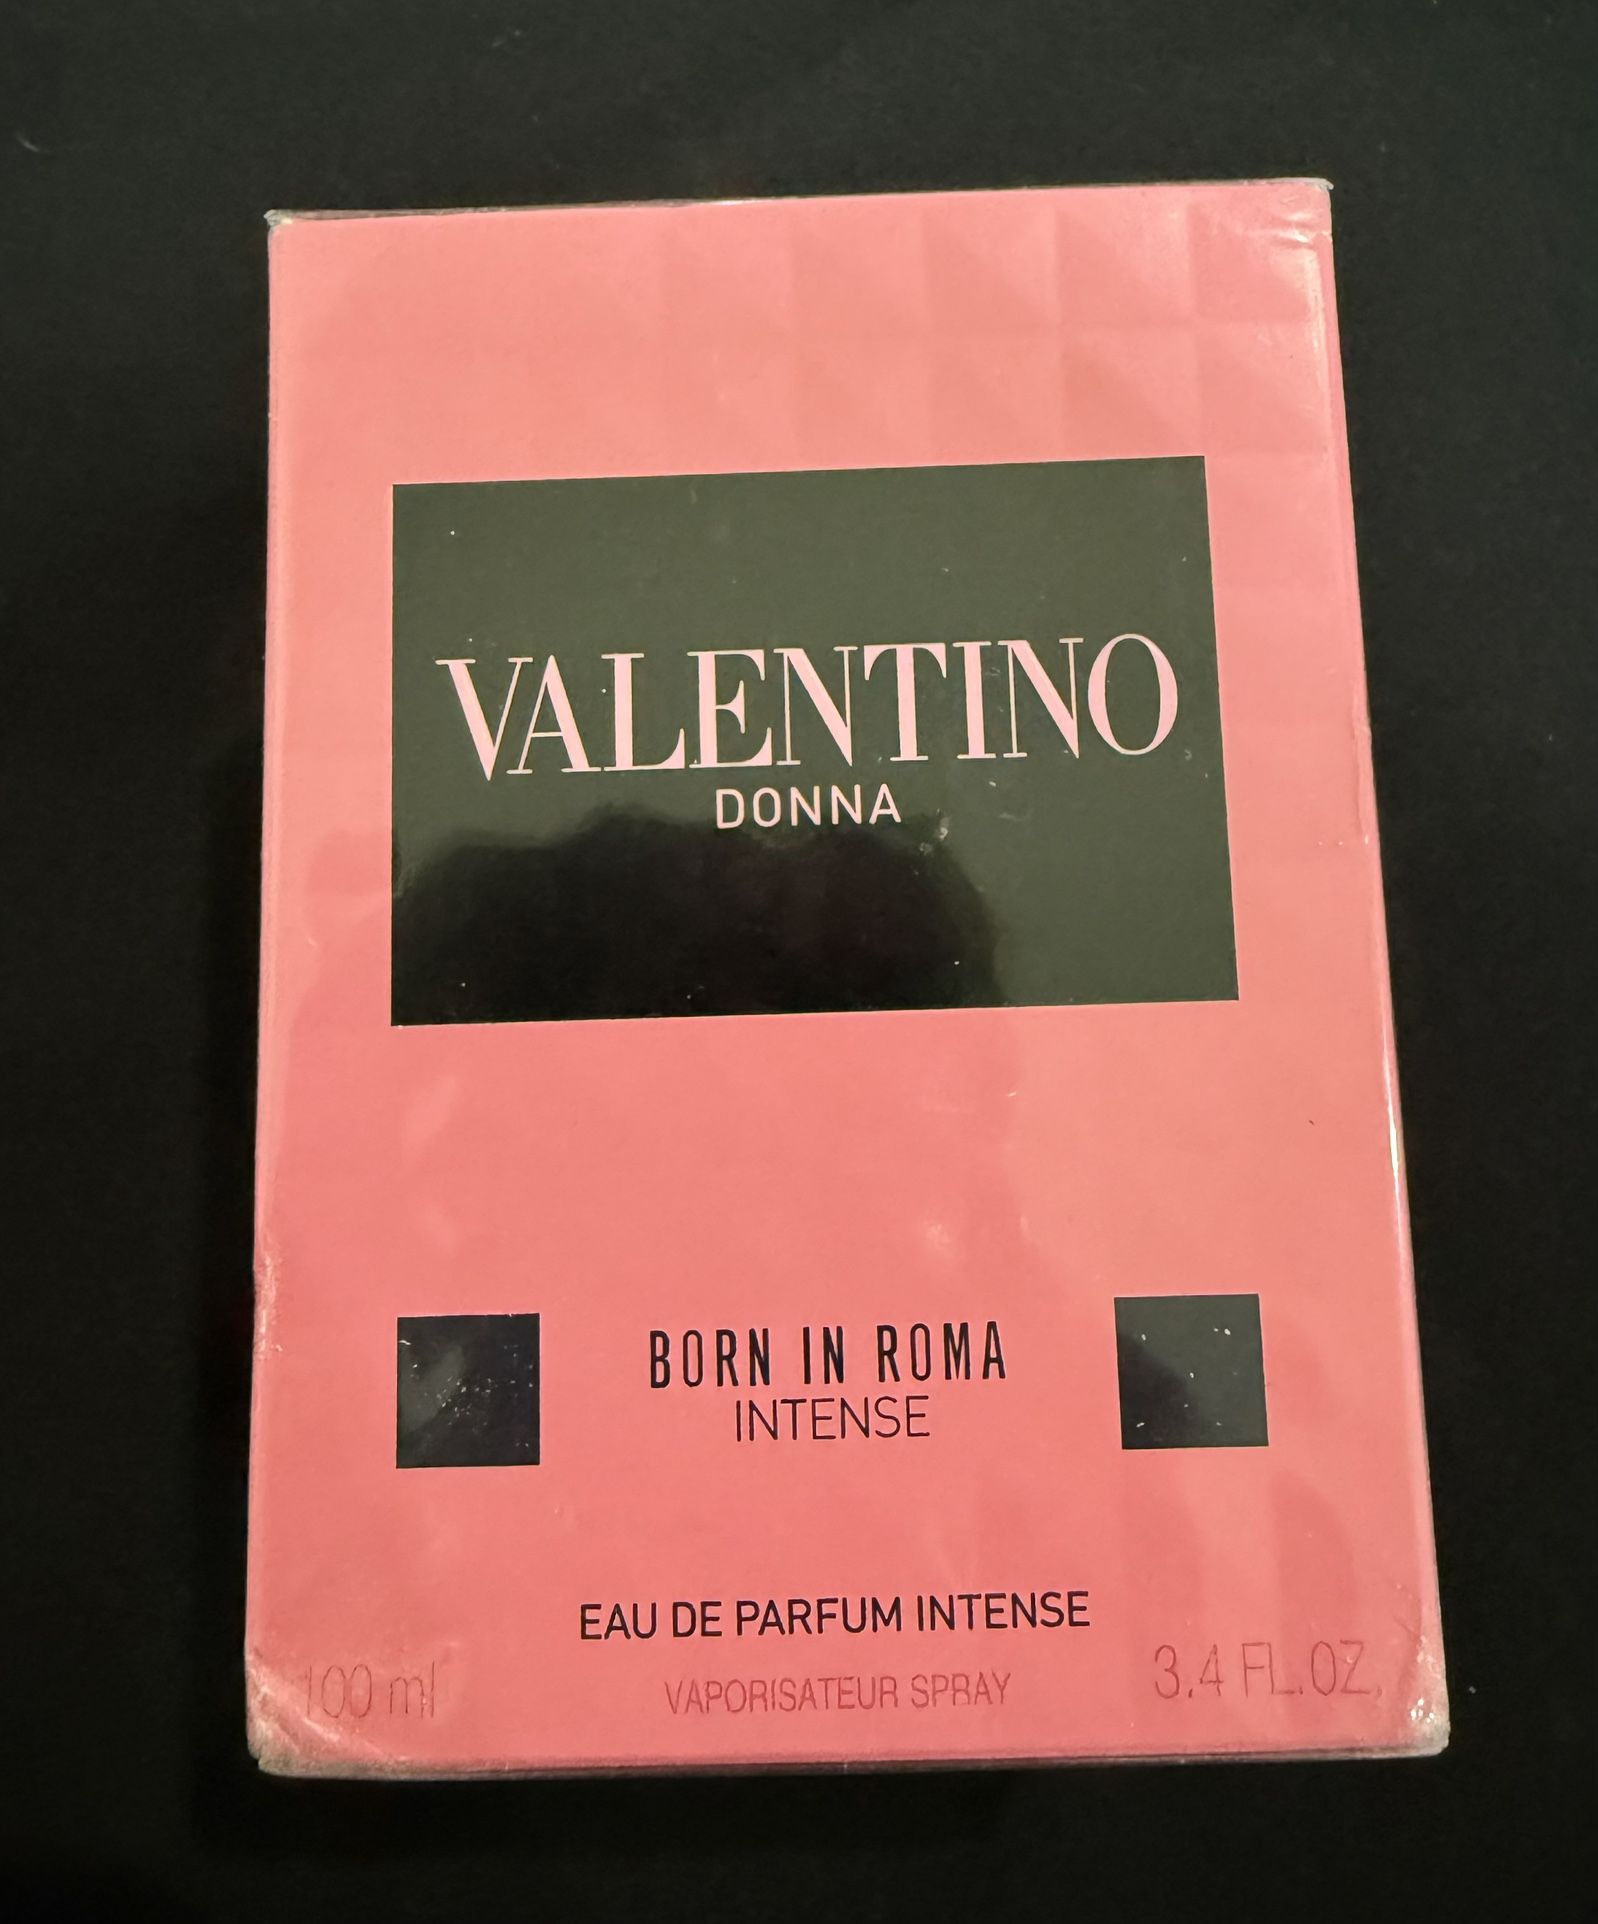 VALENTINO
DONNA
BORN IN ROMA
INTENSE
EAU DE PARFUM INTENSE
100 ml VAPORISATEUR SPRAY 3.4 FL.OZ.